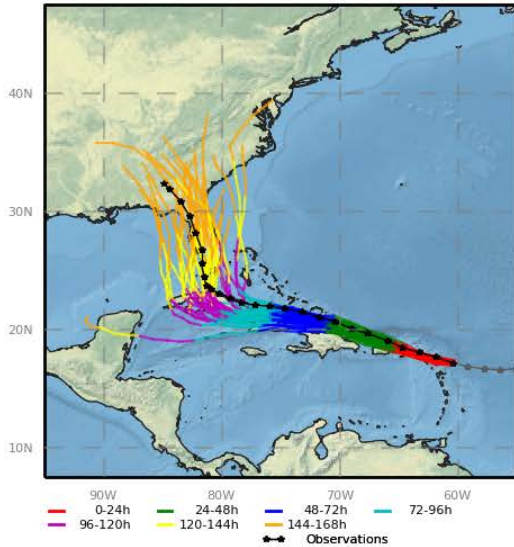 40N
30N
20N
10N
90W 80W 70W 60W
0-24h 24-48h 48-72h 72-96h
96-120h 120-144h 144-168h
Observations